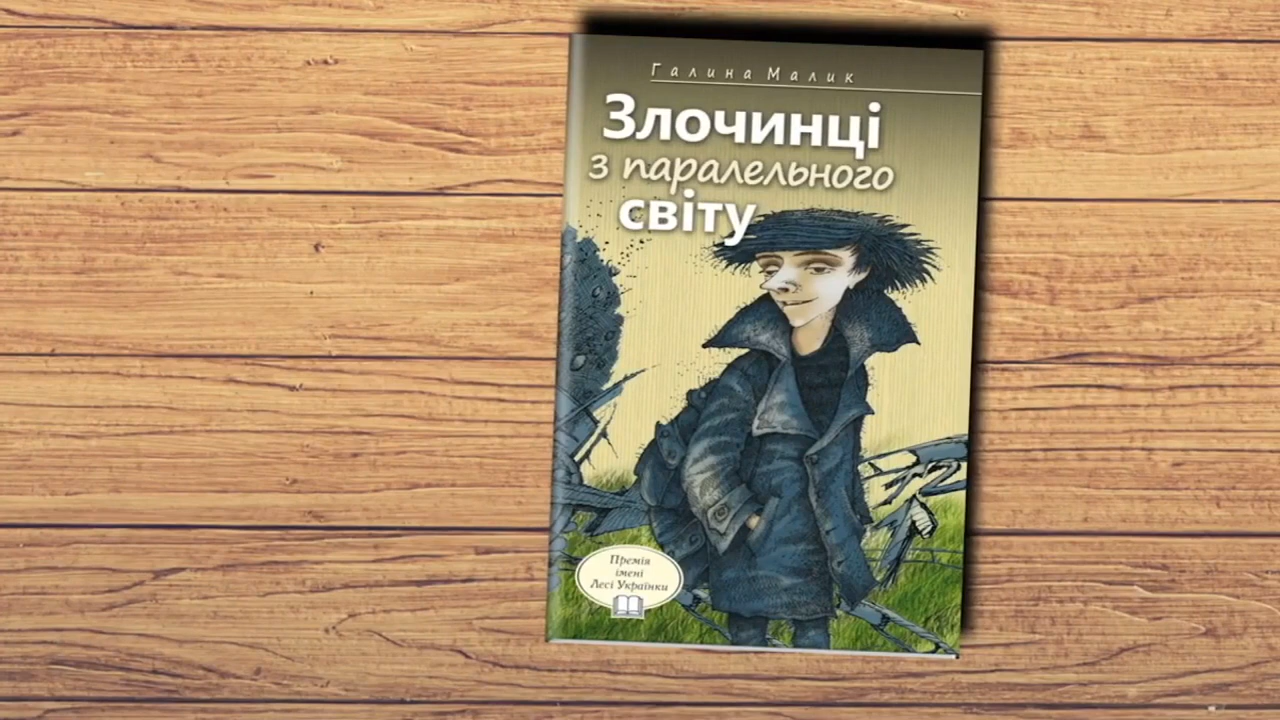 Галина Малик
Злочинці
з паралельного
світу
Премія
імені
Лесі Українки